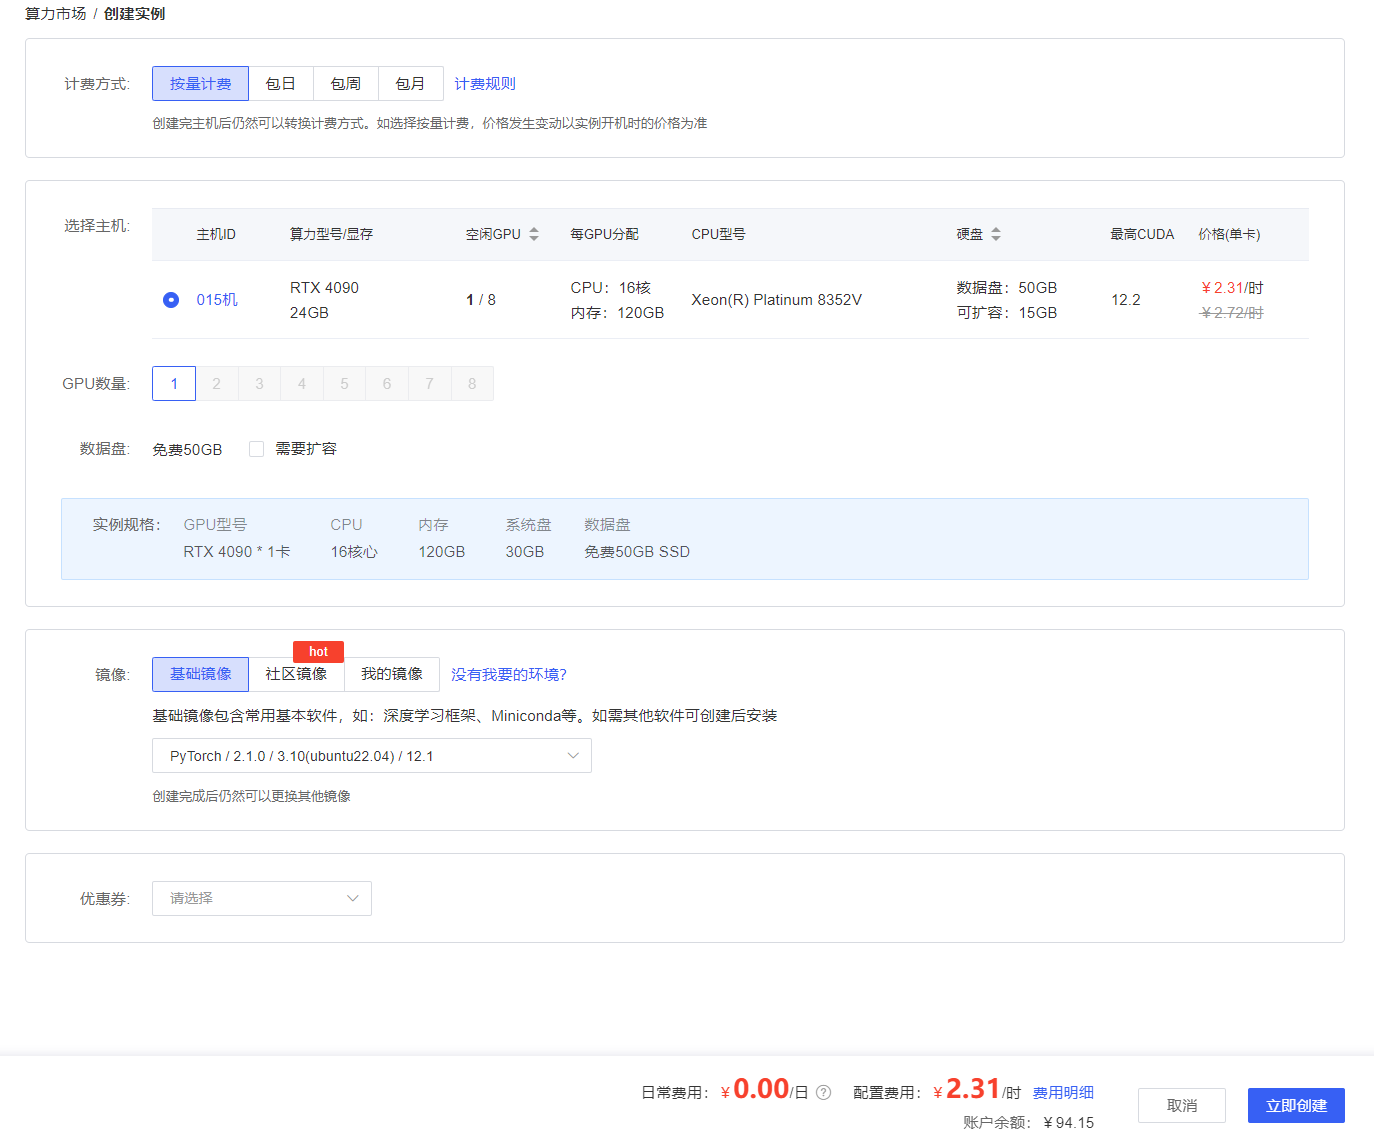 算力市场 / 创建实例
计费方式: 按量计费 包日 包周 包月 计费规则
创建完主机后仍然可以转换计费方式。如选择按量计费，价格发生变动以实例开机时的价格为准
选择主机: 主机ID 算力型号/显存 空闲GPU 每GPU分配 CPU型号 硬盘 最高CUDA 价格(单卡)
RTX 4090 CPU：16核 数据盘：50GB ￥2.31/时
015机 1 / 8 Xeon(R) Platinum 8352V 12.2
24GB 内存：120GB 可扩容：15GB ￥2.72/时
GPU数量: 1 2 3 4 5 6 7 8
数据盘: 免费50GB 需要扩容
实例规格： GPU型号 CPU 内存 系统盘 数据盘
RTX 4090 * 1卡 16核心 120GB 30GB 免费50GB SSD
hot
镜像: 基础镜像 社区镜像 我的镜像 没有我要的环境?
基础镜像包含常用基本软件，如：深度学习框架、Miniconda等。如需其他软件可创建后安装
PyTorch / 2.1.0 / 3.10(ubuntu22.04) / 12.1
创建完成后仍然可以更换其他镜像
优惠券: 请选择
日常费用：￥0.00/日 ? 配置费用：￥2.31/时 费用明细
取消 立即创建
账户余额：￥94.15